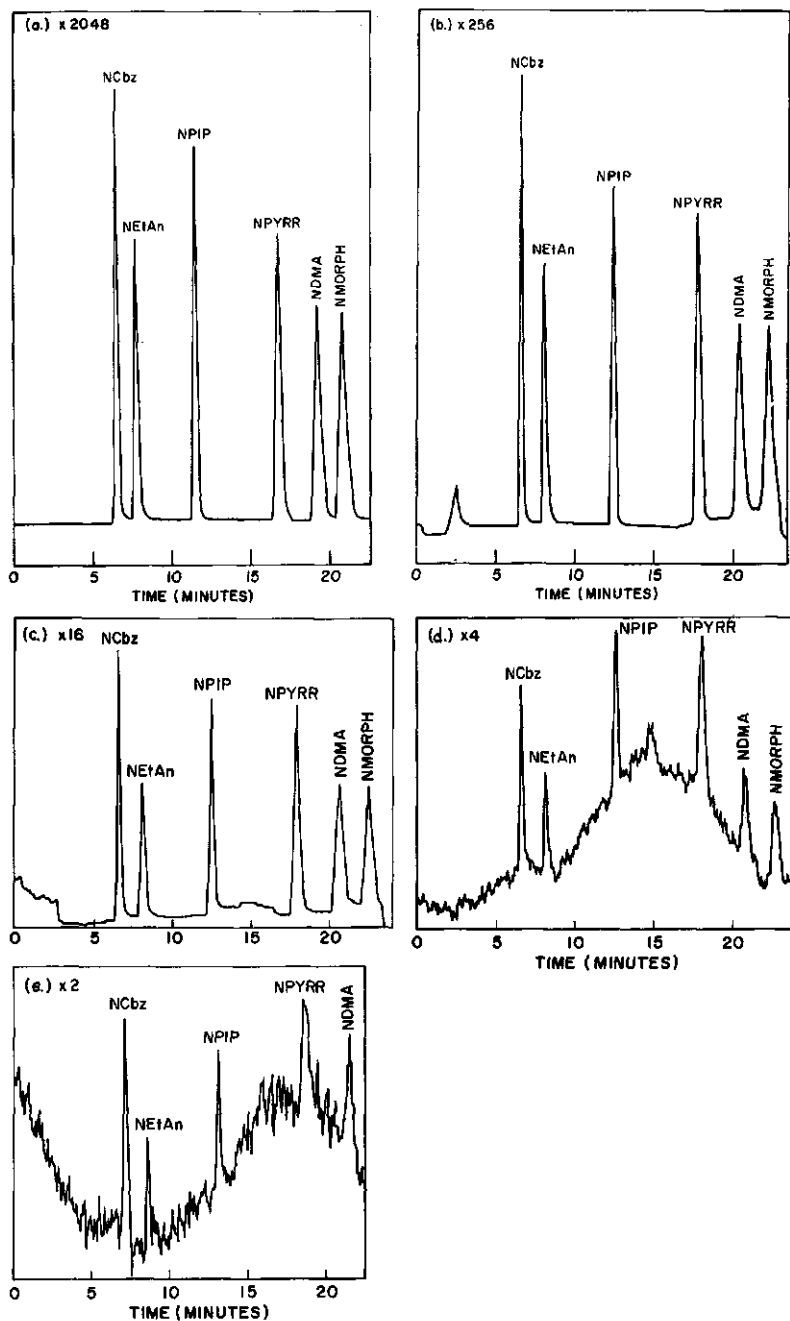 (a.) x 2048
NCbz
NEtAn
NPIP
NPYRR
NDMA
NMORPH
0 5 10 15 20
TIME (MINUTES)
(b.) x 256
NCbz
NEtAn
NPIP
NPYRR
NDMA
NMORPH
0 5 10 15 20
TIME (MINUTES)
(c.) x16
NCbz
NEtAn
NPIP
NPYRR
NDMA
NMORPH
0 5 10 15 20
TIME (MINUTES)
(d.) x4
NCbz
NEtAn
NPIP
NPYRR
NDMA
NMORPH
0 5 10 15 20
TIME (MINUTES)
(e.) x 2
NCbz
NEtAn
NPIP
NPYRR
NDMA
0 5 10 15 20
TIME (MINUTES)